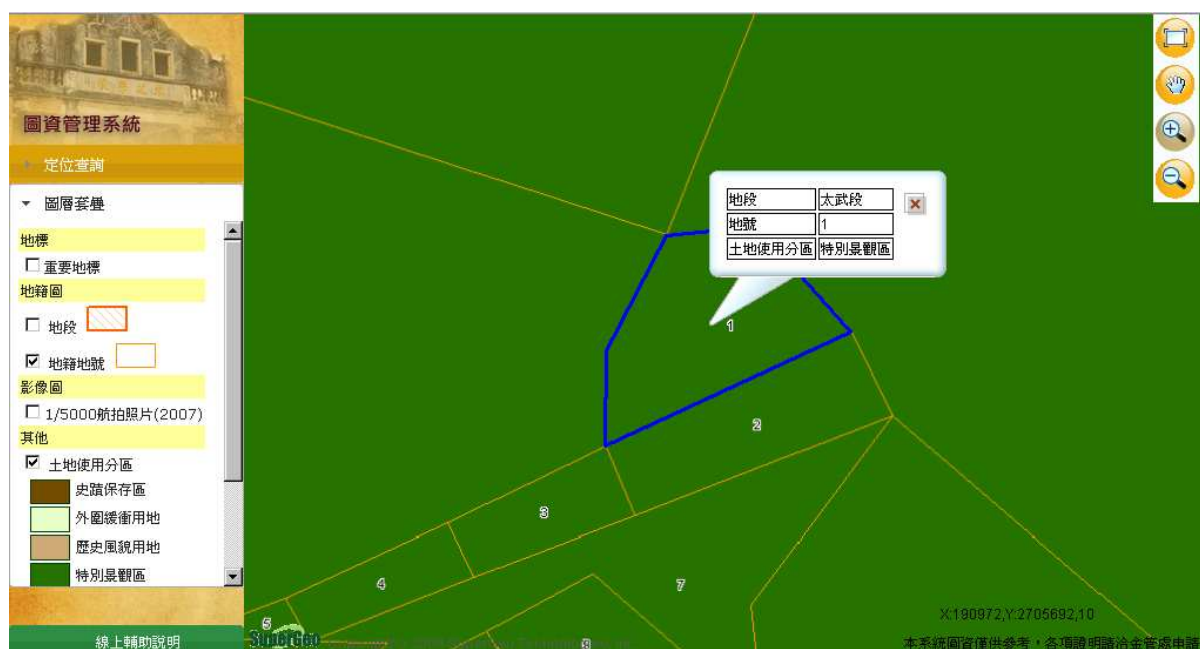 圖資管理系統
定位查詢
圖層套疊
地標
重要地標
地籍圖
地段
地籍地號
影像圖
1/5000航拍照片(2007)
其他
土地使用分區
史蹟保存區
外圍緩衝用地
歷史風貌用地
特別景觀區
線上輔助說明
地段 太武段
地號 1
土地使用分區 特別景觀區
1
2
3
4
7
5
8
SuperGeo
X:190972,Y:2705692,10
本系統圖資僅供參考，各項證明請洽金管處申請